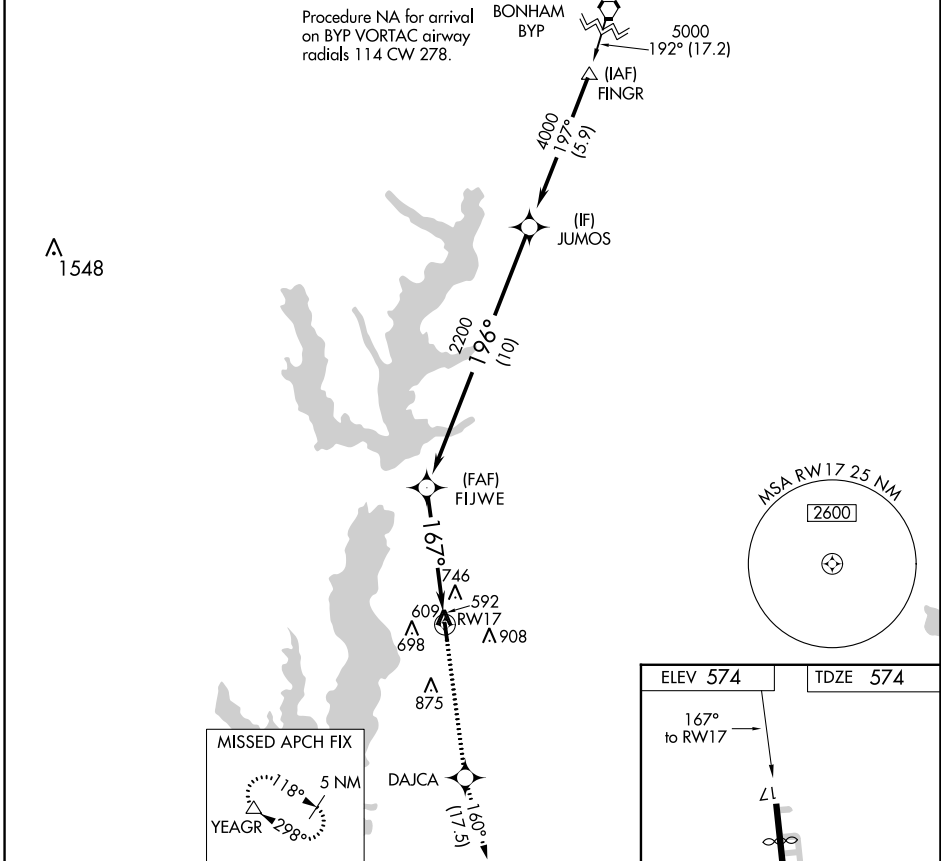 Procedure NA for arrival
on BYP VORTAC airway
radials 114 CW 278.
BONHAM
BYP
5000
192° (17.2)
(IAF)
FINGR
4000
197°
(5.9)
(IF)
JUMOS
1548
2200
196°
(10)
(FAF)
FIJWE
MSA RW17 25 NM
2600
167°
746
592
609
RW17
698
908
875
ELEV 574
TDZE 574
167°
to RW17
17
MISSED APCH FIX
118°
5 NM
YEAGR
298°
DAJCA
160°
(17.5)